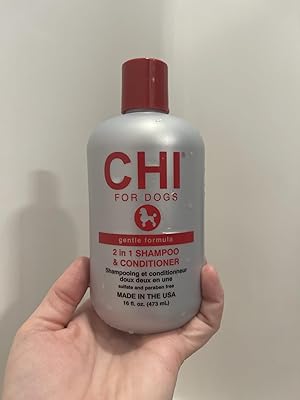 CHI®
FOR DOGS
gentle formula
2 in 1 SHAMPOO
& CONDITIONER
Shampooing et conditionneur
doux deux en une
sulfate and paraben free
MADE IN THE USA
16 fl. oz. (473 mL)